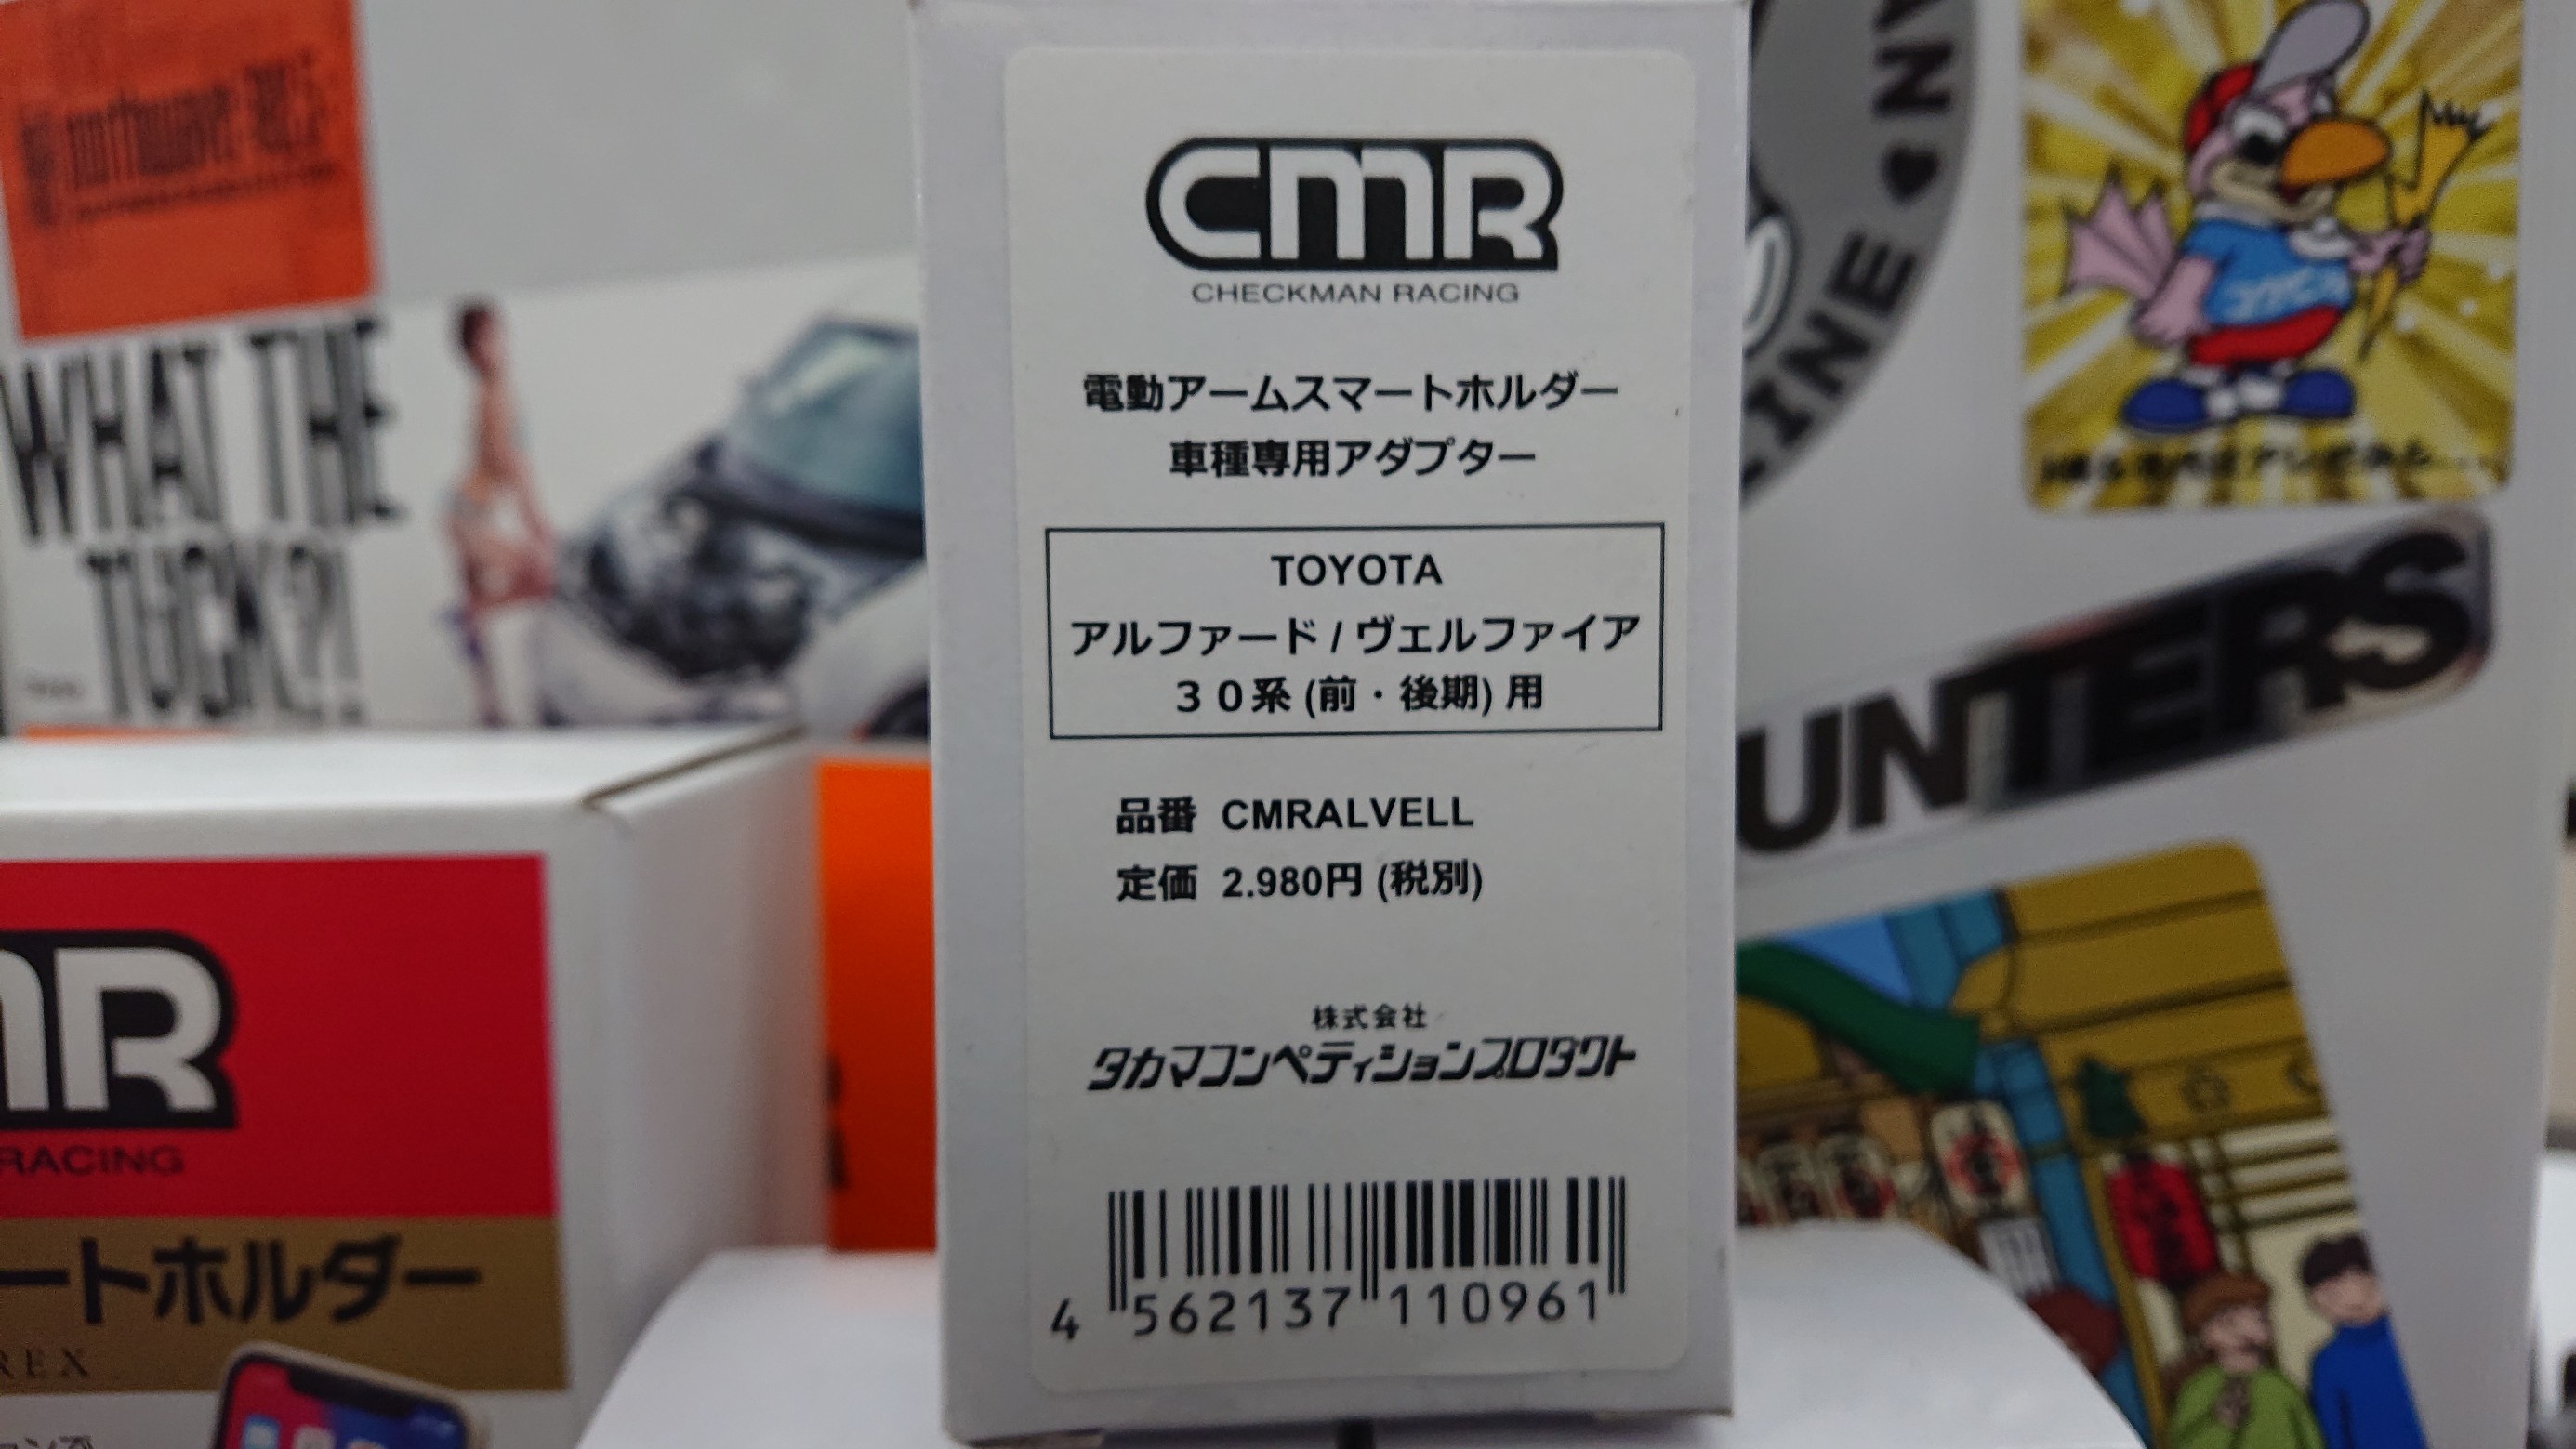 WHAT THE
TUCK?!
CMR
CHECKMAN RACING
電動アームスマートホルダー
車種専用アダプター
TOYOTA
アルファード / ヴェルファイア
３０系 (前・後期) 用
品番 CMRALVELL
定価 2.980円 (税別)
株式会社
タカマコンペティションプロダクト
4 562137 110961
MR
RACING
ートホルダー
REX
LINE
UNTERS